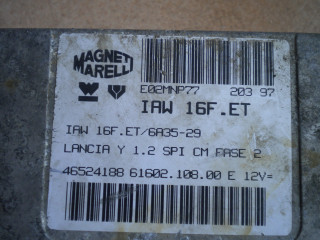 MAGNETI
MARELLI
E02MNP77 203 97
IAW 16F.ET
IAW 16F.ET/6A35-29
LANCIA Y 1.2 SPI CM FASE 2
46524188 61602.108.00 E 12V=